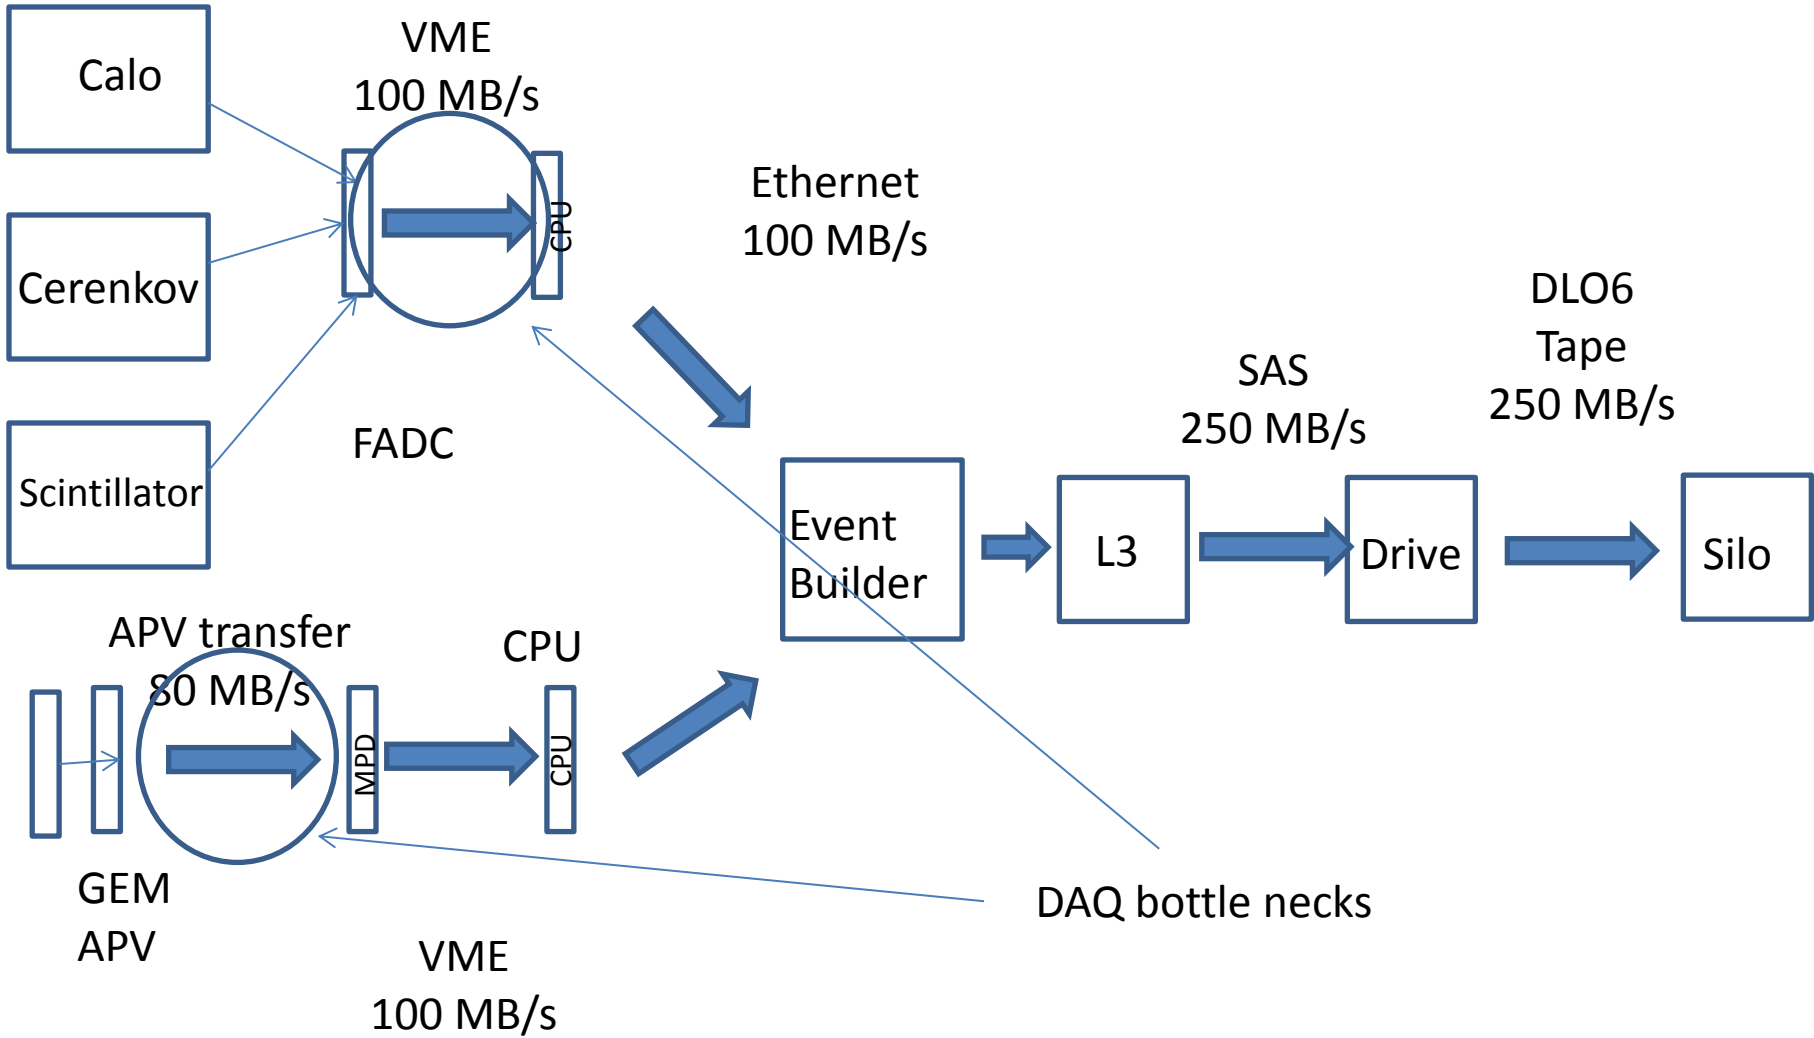 Calo
VME
100 MB/s
CPU
Ethernet
100 MB/s
Cerenkov
DLO6
Tape
250 MB/s
SAS
250 MB/s
FADC
Scintillator
Event
Builder
L3
Drive
Silo
APV transfer
80 MB/s
CPU
MPD
CPU
GEM
APV
DAQ bottle necks
VME
100 MB/s